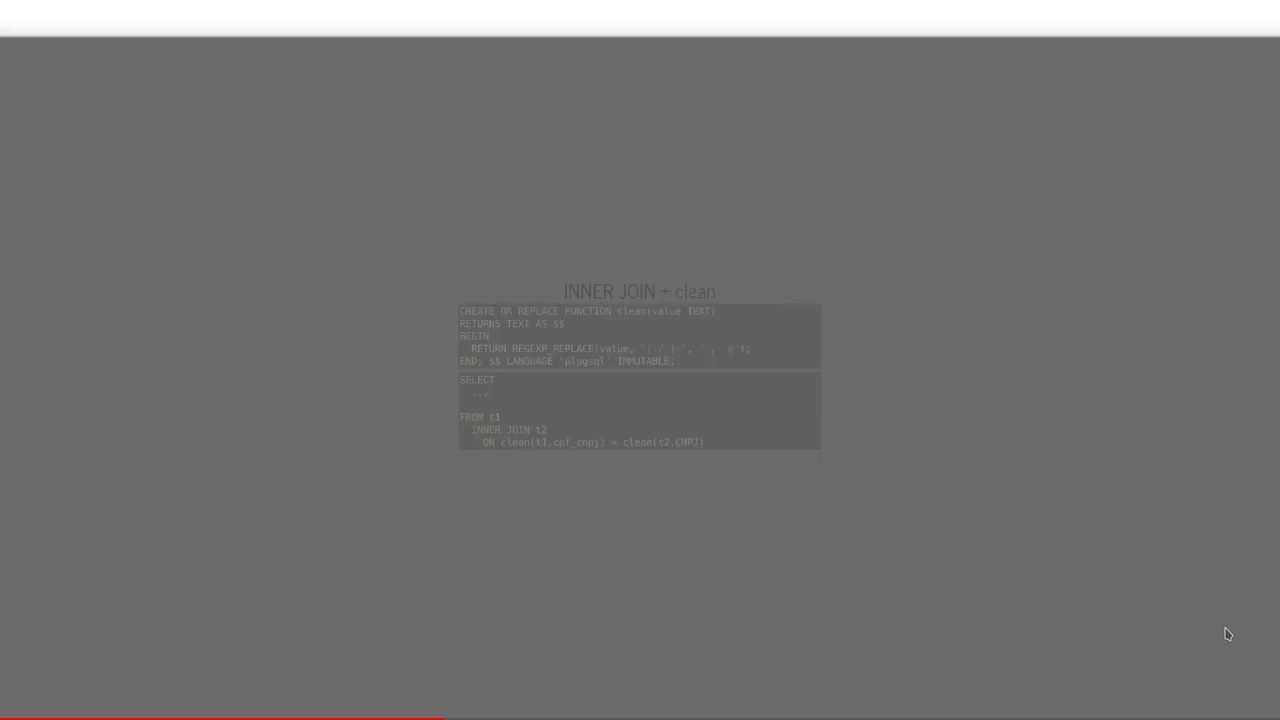 INNER JOIN + clean
CREATE OR REPLACE FUNCTION clean(value TEXT)
RETURNS TEXT AS $$
BEGIN
RETURN REGEXP_REPLACE(value,
END; $$ LANGUAGE 'plpgsql' IMMUTABLE;
SELECT
...
FROM t1
INNER JOIN t2
ON clean(t1.cpf_cnpj) = clean(t2.CNPJ)